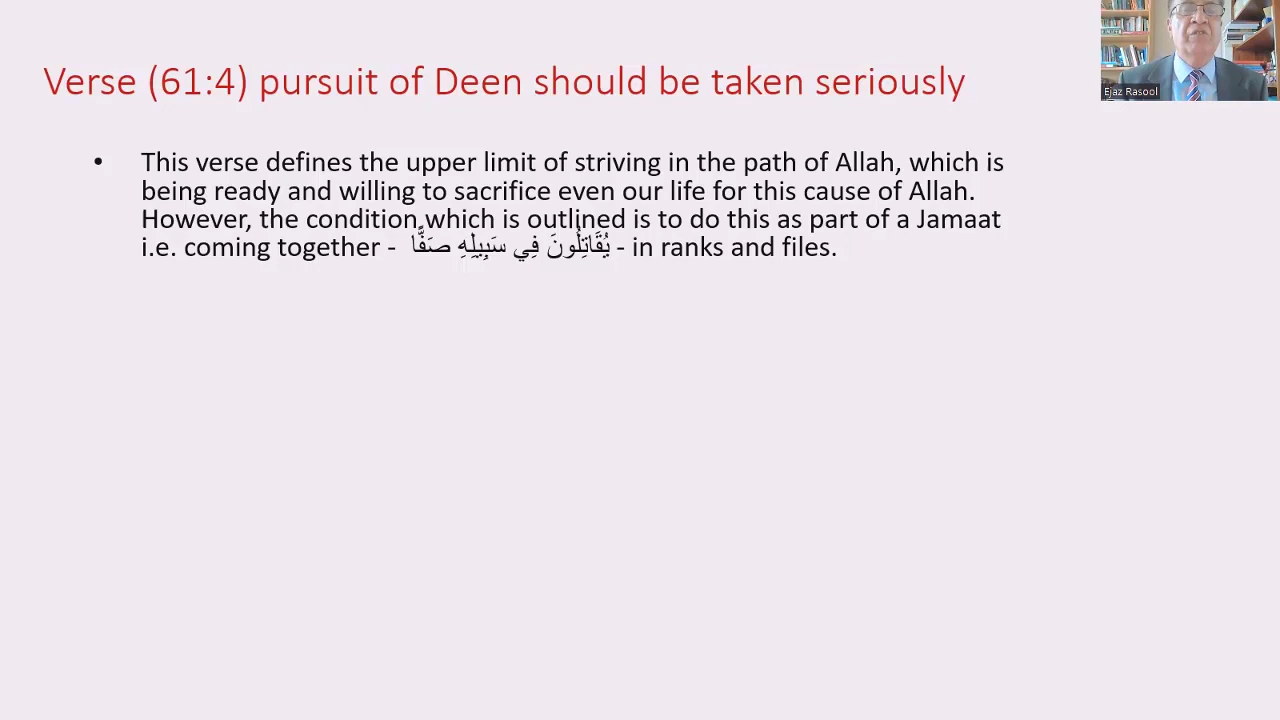 Verse (61:4) pursuit of Deen should be taken seriously
Ejaz Rasool
• This verse defines the upper limit of striving in the path of Allah, which is
being ready and willing to sacrifice even our life for this cause of Allah.
However, the condition which is outlined is to do this as part of a Jamaat
i.e. coming together - يُقَاتِلُونَ فِي سَبِيلِهِ صَفًّا - in ranks and files.